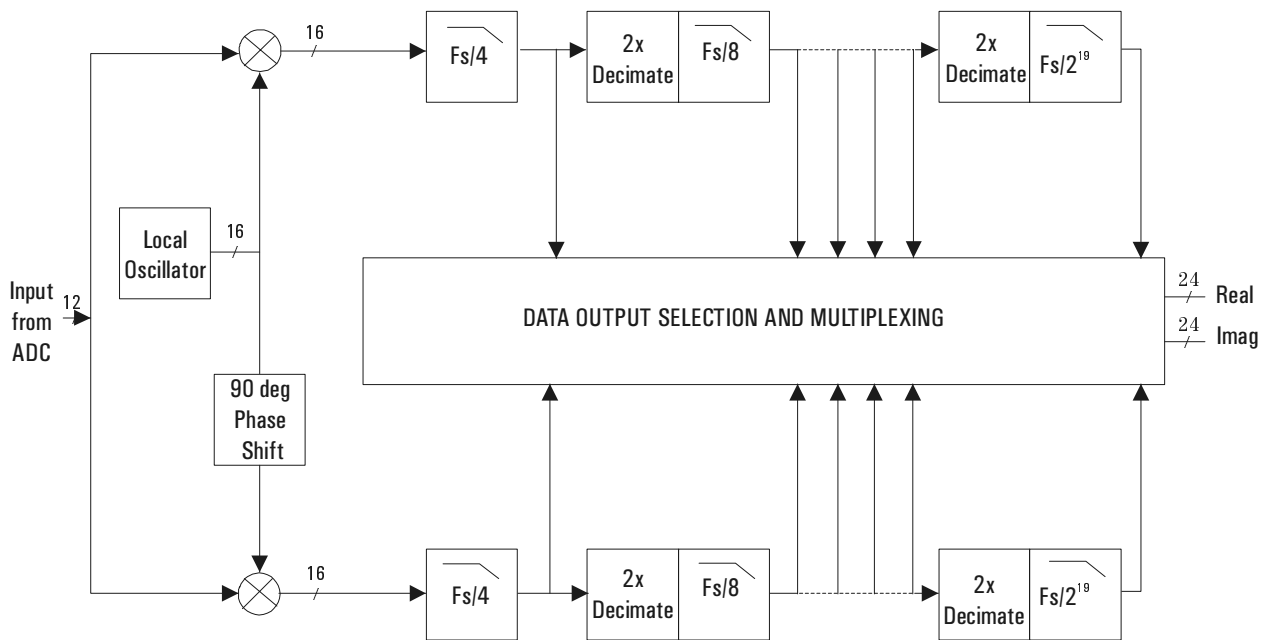 16
Fs/4
2x
Decimate
Fs/8
2x
Decimate
Fs/2¹⁹
Local
Oscillator
16
Input
from
ADC
12
DATA OUTPUT SELECTION AND MULTIPLEXING
24
Real
24
Imag
90 deg
Phase
Shift
16
Fs/4
2x
Decimate
Fs/8
2x
Decimate
Fs/2¹⁹